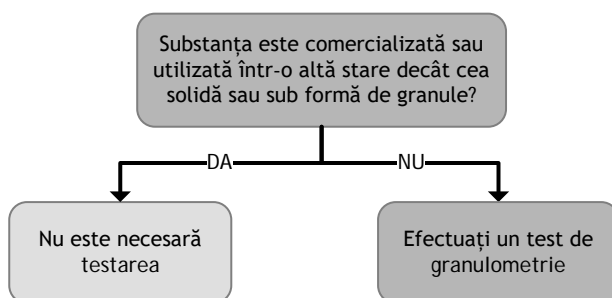 Substanța este comercializată sau
utilizată într-o altă stare decât cea
solidă sau sub formă de granule?
DA
NU
Nu este necesară
testarea
Efectuați un test de
granulometrie